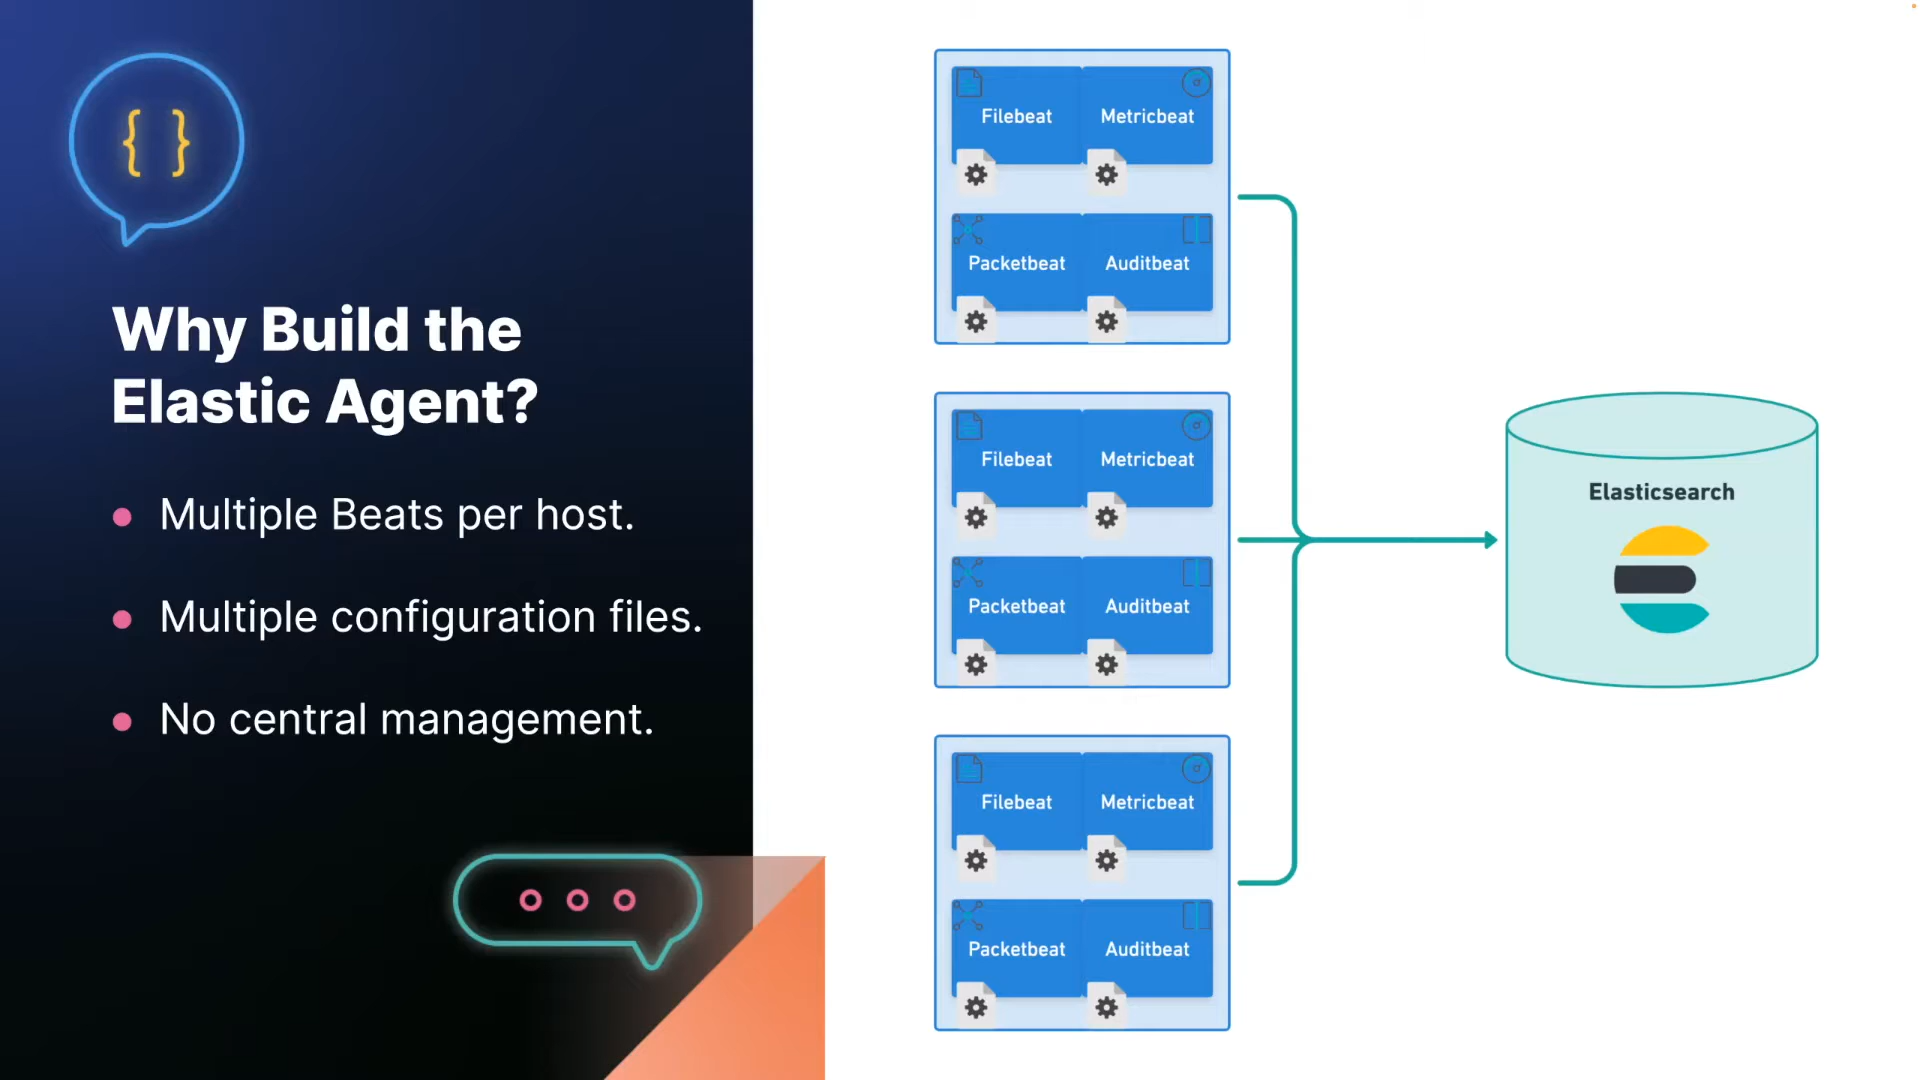 { }
Why Build the
Elastic Agent?
Multiple Beats per host.
Multiple configuration files.
No central management.
Filebeat
Metricbeat
Packetbeat
Auditbeat
Filebeat
Metricbeat
Packetbeat
Auditbeat
Filebeat
Metricbeat
Packetbeat
Auditbeat
Elasticsearch